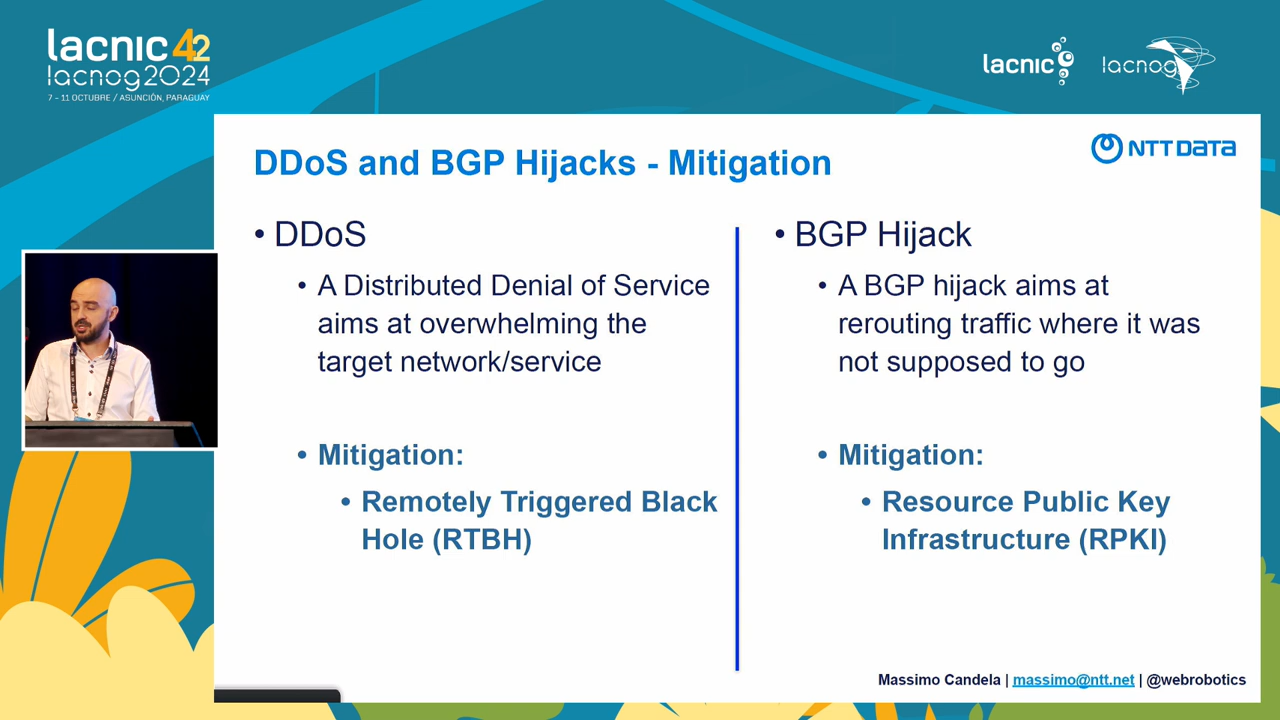 lacnic 42
lacnog2024
7 - 11 OCTUBRE / ASUNCIÓN, PARAGUAY
lacnic
lacnog
NTT DATA
DDoS and BGP Hijacks - Mitigation
• DDoS
• A Distributed Denial of Service
aims at overwhelming the
target network/service
• Mitigation:
• Remotely Triggered Black
Hole (RTBH)
• BGP Hijack
• A BGP hijack aims at
rerouting traffic where it was
not supposed to go
• Mitigation:
• Resource Public Key
Infrastructure (RPKI)
Massimo Candela | massimo@ntt.net | @webrobotics